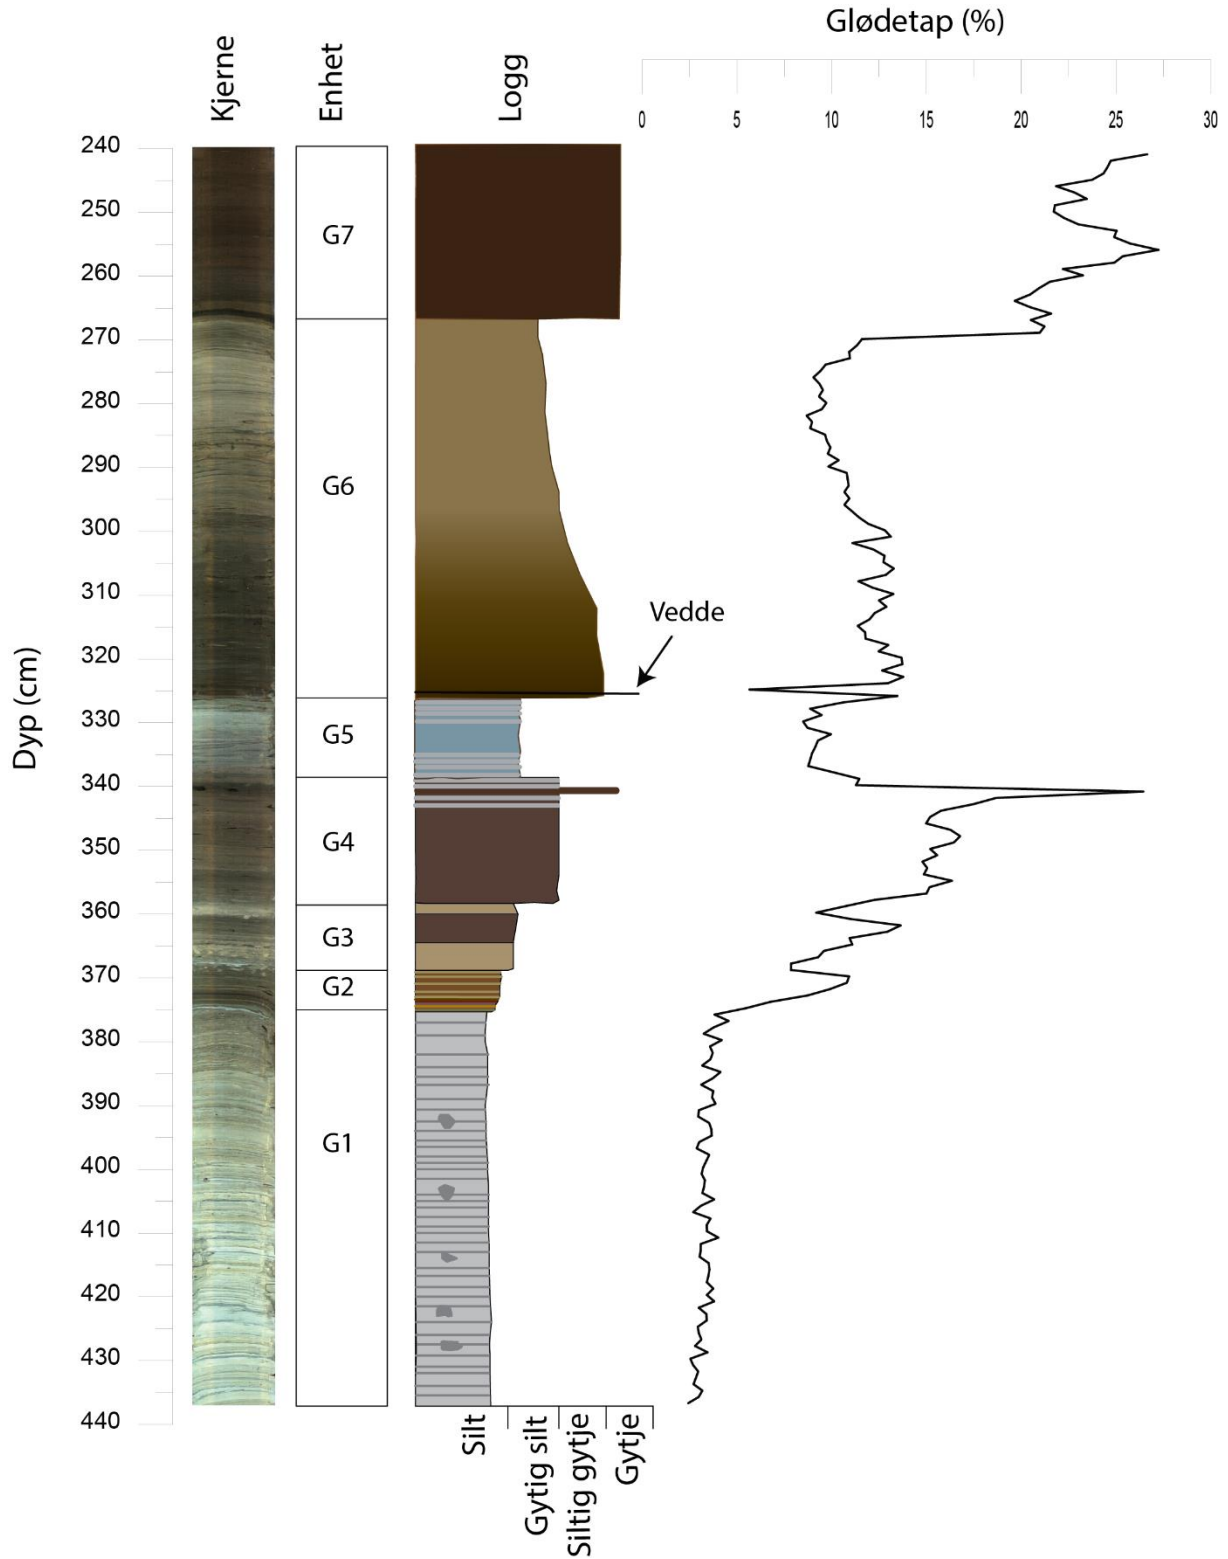 Glødetap (%)
Kjerne
Enhet
Logg
0 5 10 15 20 25 30
240
250
260
270
280
290
300
310
320
330
340
350
360
370
380
390
400
410
420
430
440
Dyp (cm)
G7
G6
Vedde
G5
G4
G3
G2
G1
Silt
Gytig silt
Siltig gytje
Gytje